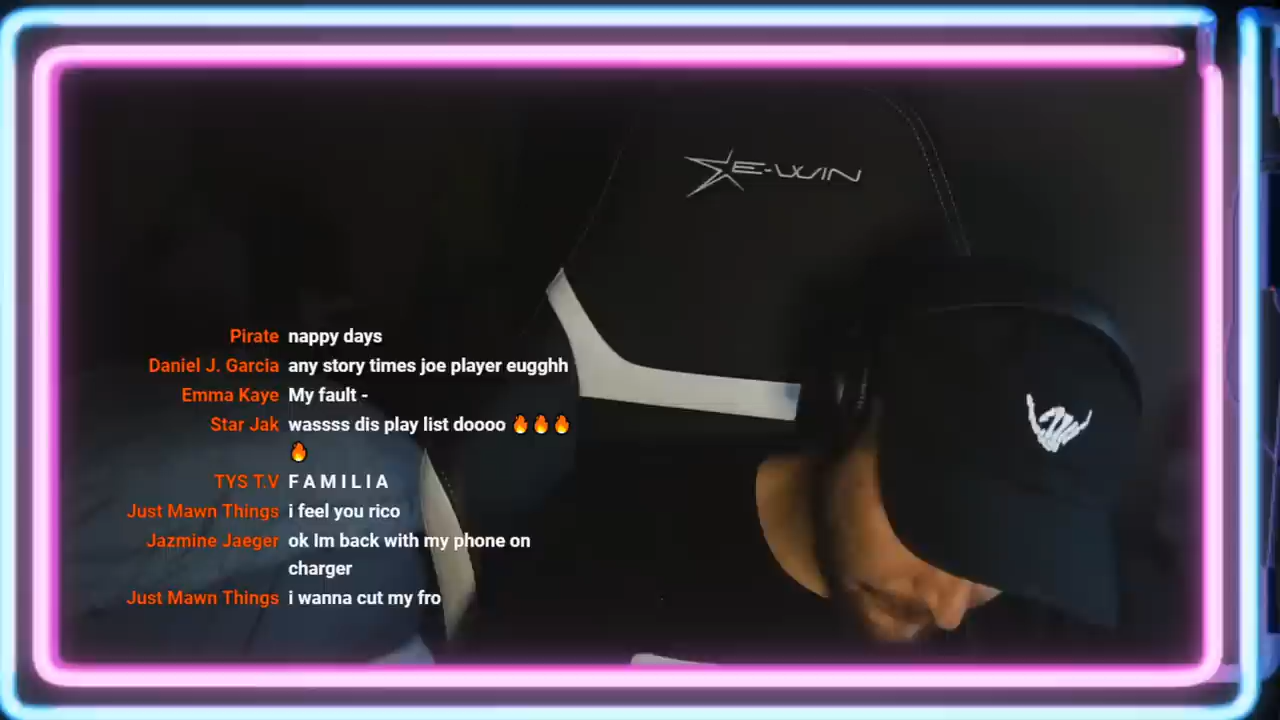 E-WIN
Pirate nappy days
Daniel J. Garcia any story times joe player eugghh
Emma Kaye My fault -
Star Jak wassss dis play list doooo 🔥🔥🔥
🔥
TYS T.V F A M I L I A
Just Mawn Things i feel you rico
Jazmine Jaeger ok Im back with my phone on
charger
Just Mawn Things i wanna cut my fro